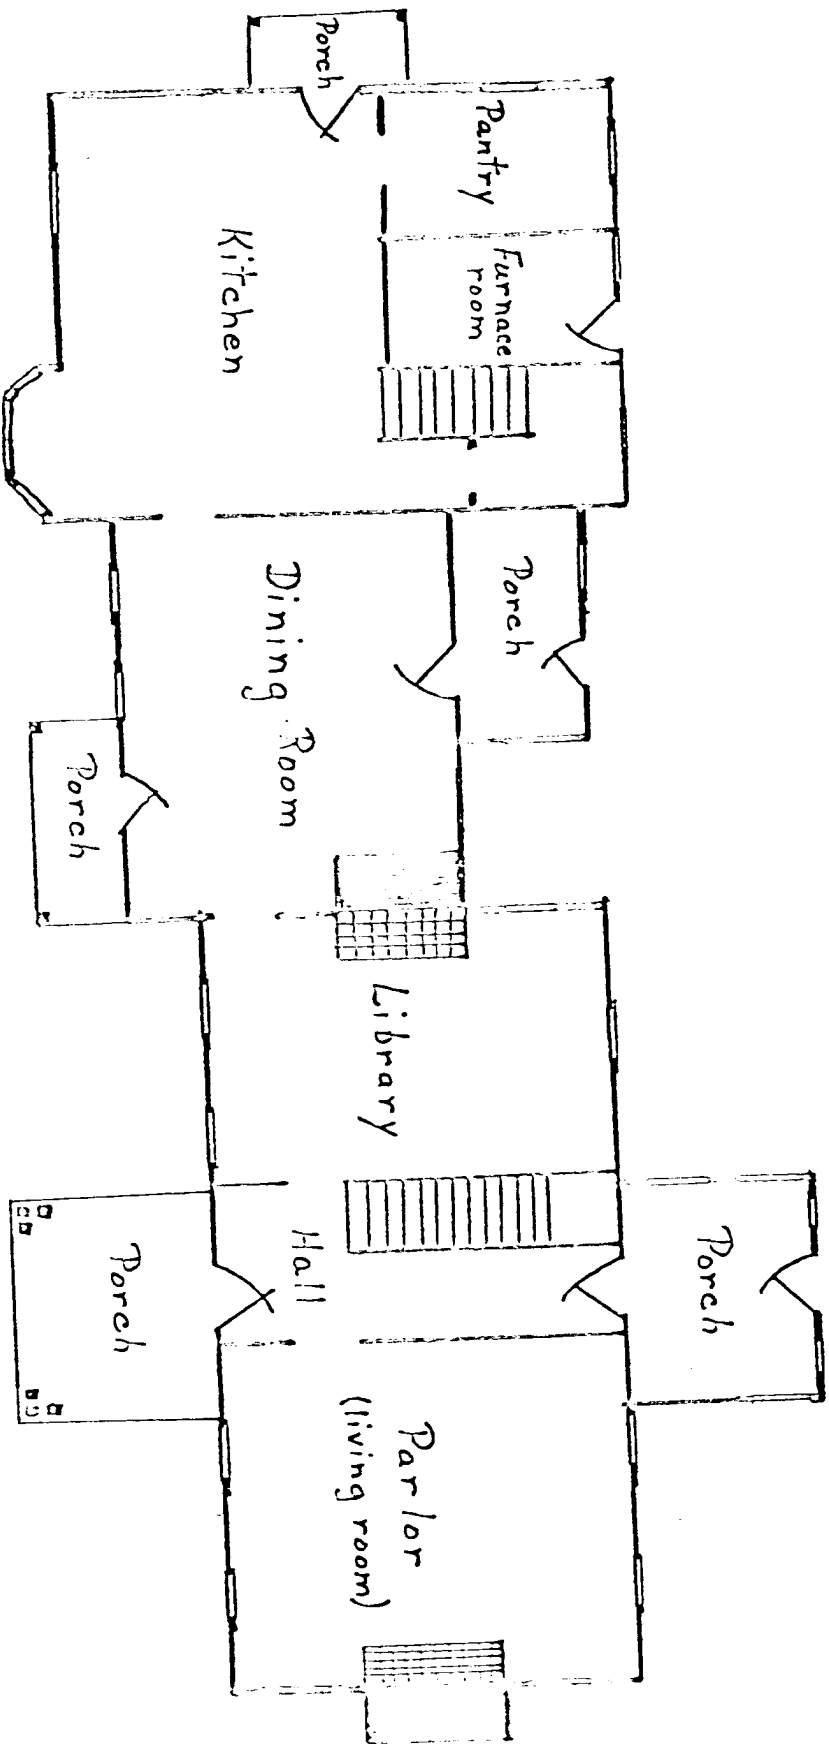 Porch
Pantry
Kitchen
Furnace
room
Dining Room
Porch
Porch
Library
Hall
Porch
Porch
Parlor
(living room)